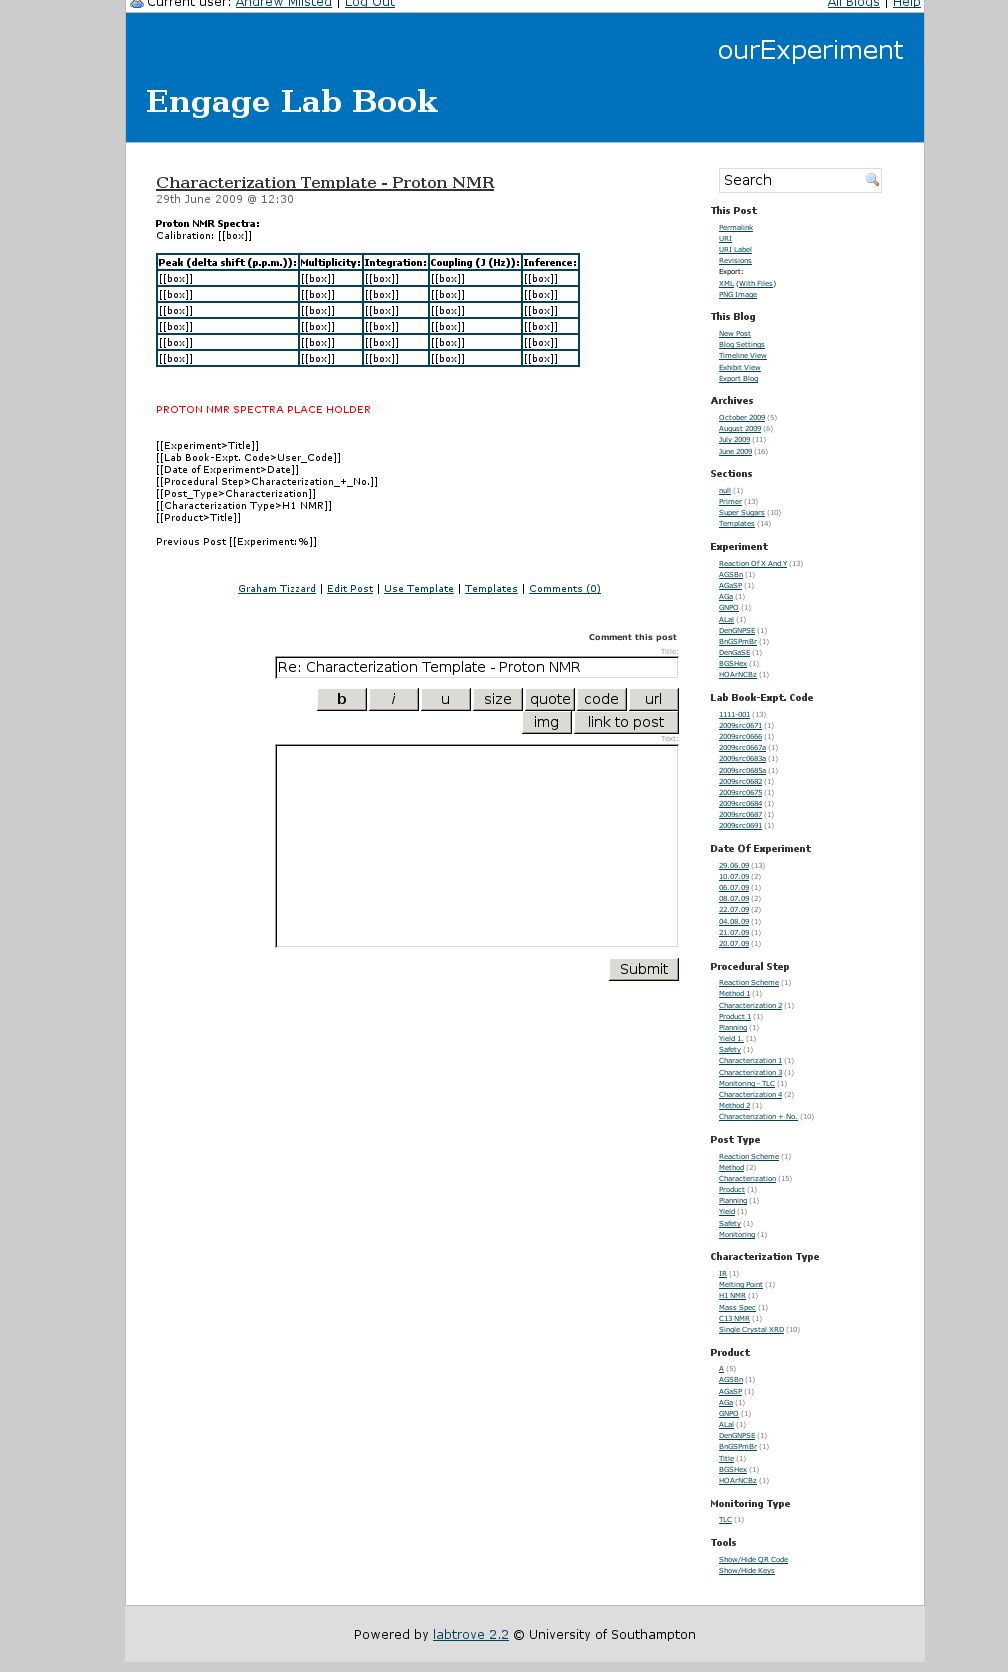 Current user: Andrew Milsted | Log Out
All Blogs | Help
ourExperiment
Engage Lab Book
Characterization Template - Proton NMR
29th June 2009 @ 12:30
Proton NMR Spectra:
Calibration: [[box]]
Peak (delta shift (p.p.m.)): Multiplicity: Integration: Coupling (J (Hz)): Inference:
[[box]] [[box]] [[box]] [[box]] [[box]]
[[box]] [[box]] [[box]] [[box]] [[box]]
[[box]] [[box]] [[box]] [[box]] [[box]]
[[box]] [[box]] [[box]] [[box]] [[box]]
[[box]] [[box]] [[box]] [[box]] [[box]]
[[box]] [[box]] [[box]] [[box]] [[box]]
PROTON NMR SPECTRA PLACE HOLDER
[[Experiment>Title]]
[[Lab Book-Expt. Code>User_Code]]
[[Date of Experiment>Date]]
[[Procedural Step>Characterization_+_No.]]
[[Post_Type>Characterization]]
[[Characterization Type>H1 NMR]]
[[Product>Title]]
Previous Post [[Experiment:%]]
Graham Tizzard | Edit Post | Use Template | Templates | Comments (0)
Comment this post
Title:
Re: Characterization Template - Proton NMR
b i u size quote code url
img link to post
Text:
Submit
Search
This Post
Permalink
URI
URI Label
Revisions
Export:
XML (With Files)
PNG Image
This Blog
New Post
Blog Settings
Timeline View
Exhibit View
Export Blog
Archives
October 2009 (5)
August 2009 (6)
July 2009 (11)
June 2009 (16)
Sections
null (1)
Primer (13)
Super Sugars (10)
Templates (14)
Experiment
Reaction Of X And Y (13)
AGSBn (1)
AGaSP (1)
AGa (1)
GNPO (1)
ALal (1)
DenGNPSE (1)
BnGSPmBr (1)
DenGaSE (1)
BGSHex (1)
HOArNCBz (1)
Lab Book-Expt. Code
1111-001 (13)
2009src0671 (1)
2009src0666 (1)
2009src0667a (1)
2009src0683a (1)
2009src0685a (1)
2009src0682 (1)
2009src0675 (1)
2009src0684 (1)
2009src0687 (1)
2009src0691 (1)
Date Of Experiment
29.06.09 (13)
10.07.09 (2)
06.07.09 (1)
08.07.09 (2)
22.07.09 (2)
04.08.09 (1)
21.07.09 (1)
20.07.09 (1)
Procedural Step
Reaction Scheme (1)
Method 1 (1)
Characterization 2 (1)
Product 1 (1)
Planning (1)
Yield 1. (1)
Safety (1)
Characterization 1 (1)
Characterization 3 (1)
Monitoring - TLC (1)
Characterization 4 (2)
Method 2 (1)
Characterization + No. (10)
Post Type
Reaction Scheme (1)
Method (2)
Characterization (15)
Product (1)
Planning (1)
Yield (1)
Safety (1)
Monitoring (1)
Characterization Type
IR (1)
Melting Point (1)
H1 NMR (1)
Mass Spec (1)
C13 NMR (1)
Single Crystal XRD (10)
Product
A (5)
AGSBn (1)
AGaSP (1)
AGa (1)
GNPO (1)
ALal (1)
DenGNPSE (1)
BnGSPmBr (1)
Title (1)
BGSHex (1)
HOArNCBz (1)
Monitoring Type
TLC (1)
Tools
Show/Hide QR Code
Show/Hide Keys
Powered by labtrove 2.2 © University of Southampton